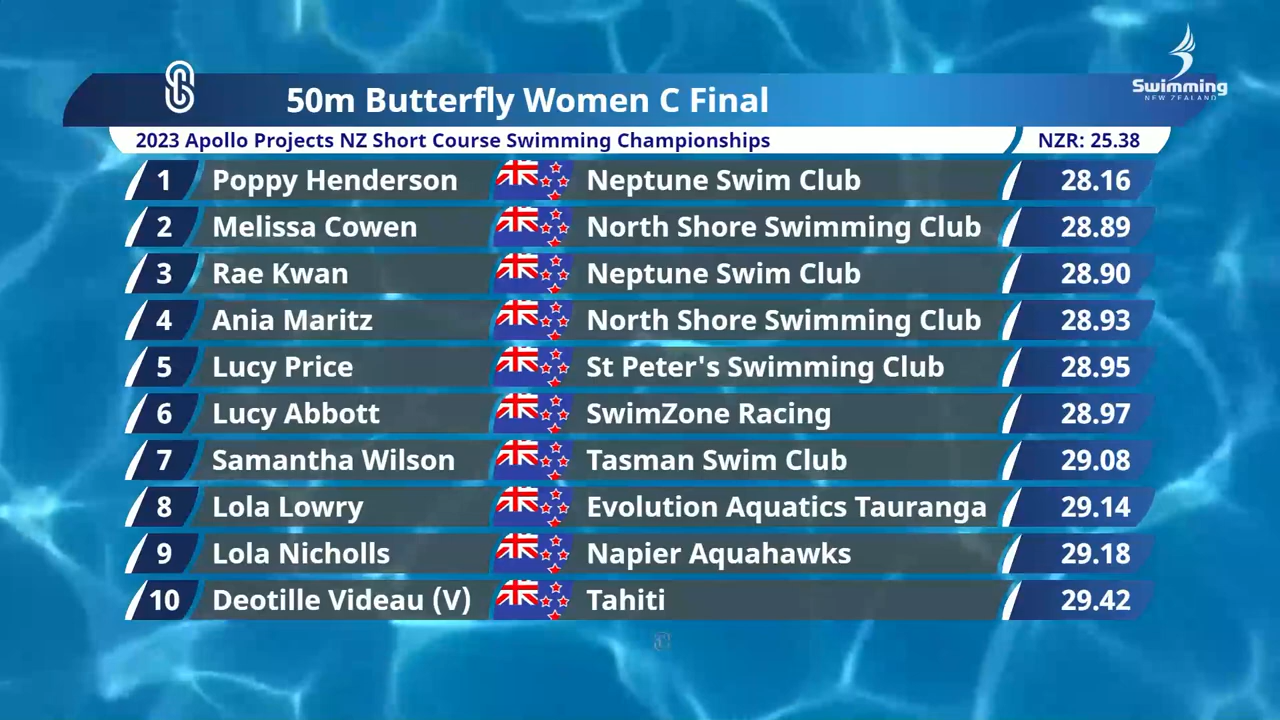 50m Butterfly Women C Final
Swimming
NEW ZEALAND
2023 Apollo Projects NZ Short Course Swimming Championships NZR: 25.38
1 Poppy Henderson Neptune Swim Club 28.16
2 Melissa Cowen North Shore Swimming Club 28.89
3 Rae Kwan Neptune Swim Club 28.90
4 Ania Maritz North Shore Swimming Club 28.93
5 Lucy Price St Peter's Swimming Club 28.95
6 Lucy Abbott SwimZone Racing 28.97
7 Samantha Wilson Tasman Swim Club 29.08
8 Lola Lowry Evolution Aquatics Tauranga 29.14
9 Lola Nicholls Napier Aquahawks 29.18
10 Deotille Videau (V) Tahiti 29.42